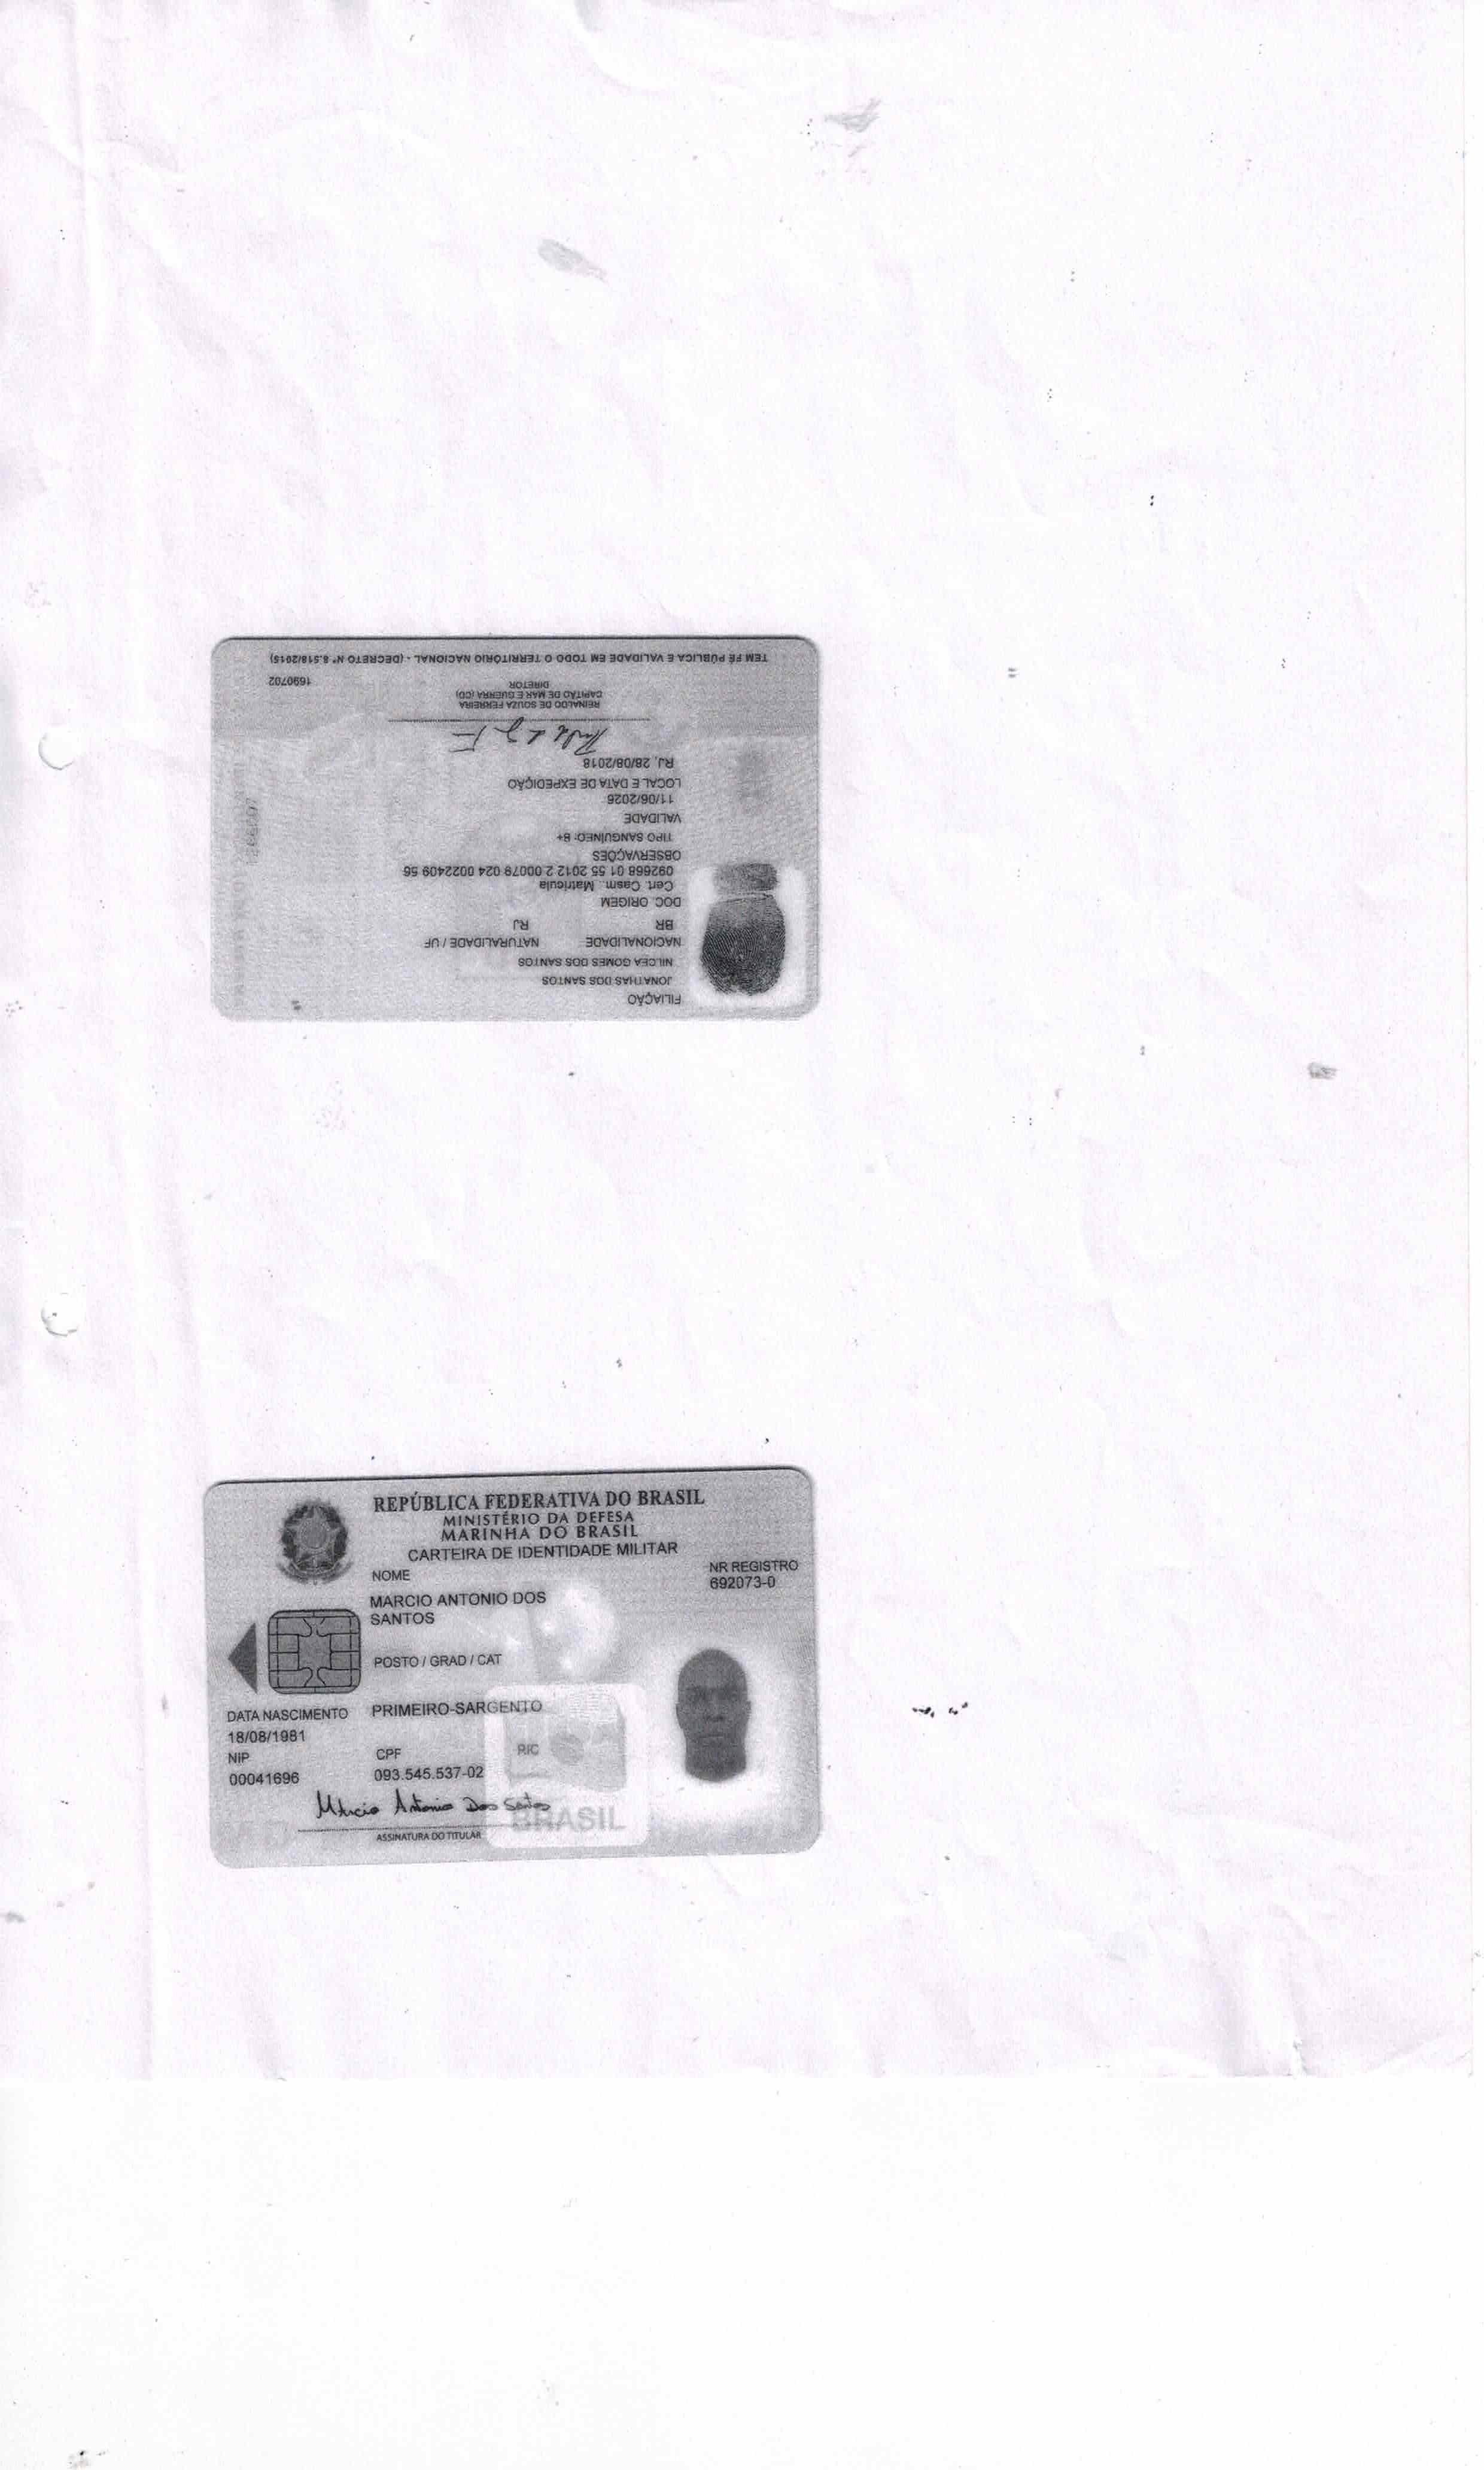 TEM FÉ PÚBLICA E VALIDADE EM TODO O TERRITÓRIO NACIONAL - (DECRETO Nº 8.518/2015)
1690702
DIRETOR
CAPITÃO DE MAR E GUERRA (CD)
REINALDO DE SOUZA FERREIRA
RJ, 28/08/2018
LOCAL E DATA DE EXPEDIÇÃO
11/06/2026
VALIDADE
TIPO SANGUÍNEO: B+
OBSERVAÇÕES
092668 01 55 2012 2 00079 024 0022409 56
Cert. Casm. Matrícula
DOC. ORIGEM
BR RJ
NACIONALIDADE NATURALIDADE / UF
NILCEA GOMES DOS SANTOS
JONATHAS DOS SANTOS
FILIAÇÃO
REPÚBLICA FEDERATIVA DO BRASIL
MINISTÉRIO DA DEFESA
MARINHA DO BRASIL
CARTEIRA DE IDENTIDADE MILITAR
NOME
NR REGISTRO
692073-0
MARCIO ANTONIO DOS
SANTOS
POSTO / GRAD / CAT
PRIMEIRO-SARGENTO
DATA NASCIMENTO
18/08/1981
NIP
00041696
CPF
093.545.537-02
RIC
BRASIL
Márcio Antonio Dos Santos
ASSINATURA DO TITULAR